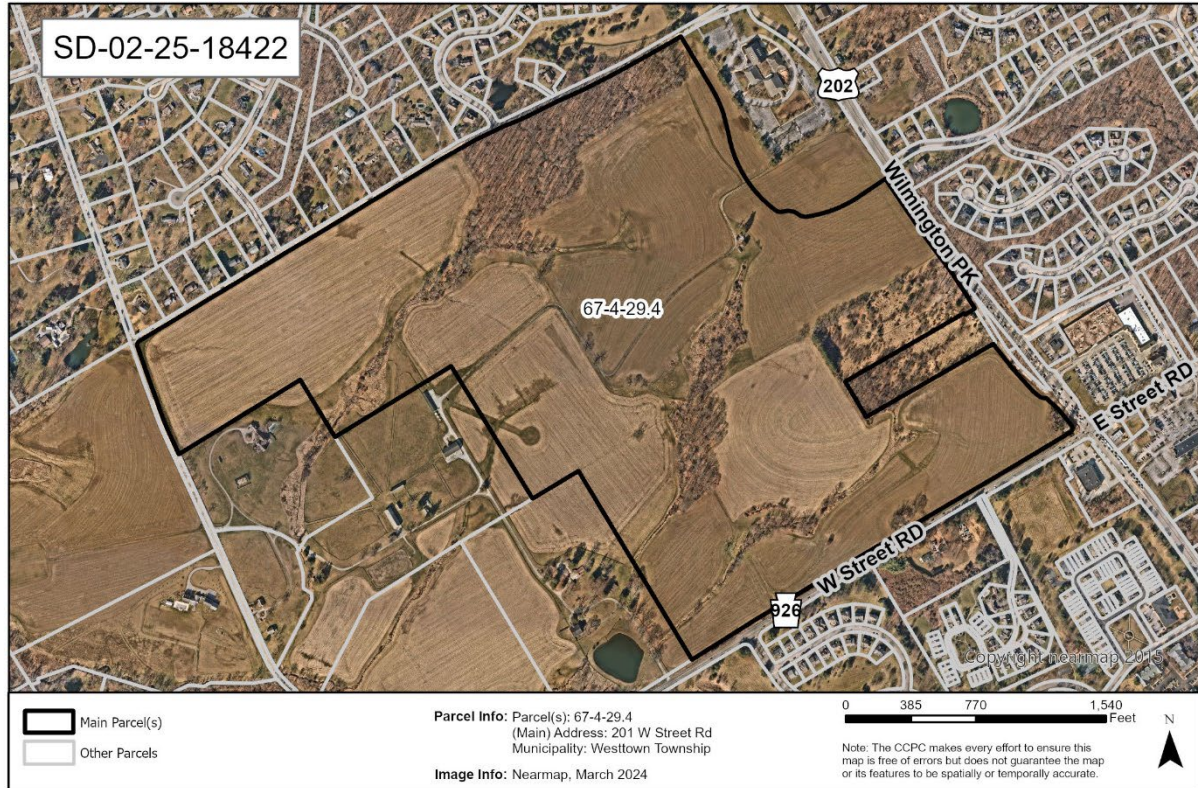 SD-02-25-18422
202
Wilmington PK
67-4-29.4
E Street RD
W Street RD
926
Copyright nearmap 2015
Main Parcel(s)
Other Parcels
Parcel Info: Parcel(s): 67-4-29.4
(Main) Address: 201 W Street Rd
Municipality: Westtown Township
Image Info: Nearmap, March 2024
0 385 770 1,540
Feet
N
Note: The CCPC makes every effort to ensure this
map is free of errors but does not guarantee the map
or its features to be spatially or temporally accurate.